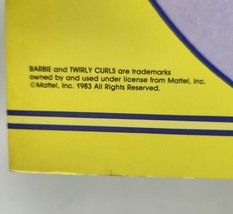 BARBIE and TWIRLY CURLS are trademarks
owned by and used under license from Mattel, Inc.
©Mattel, Inc. 1983 All Rights Reserved.